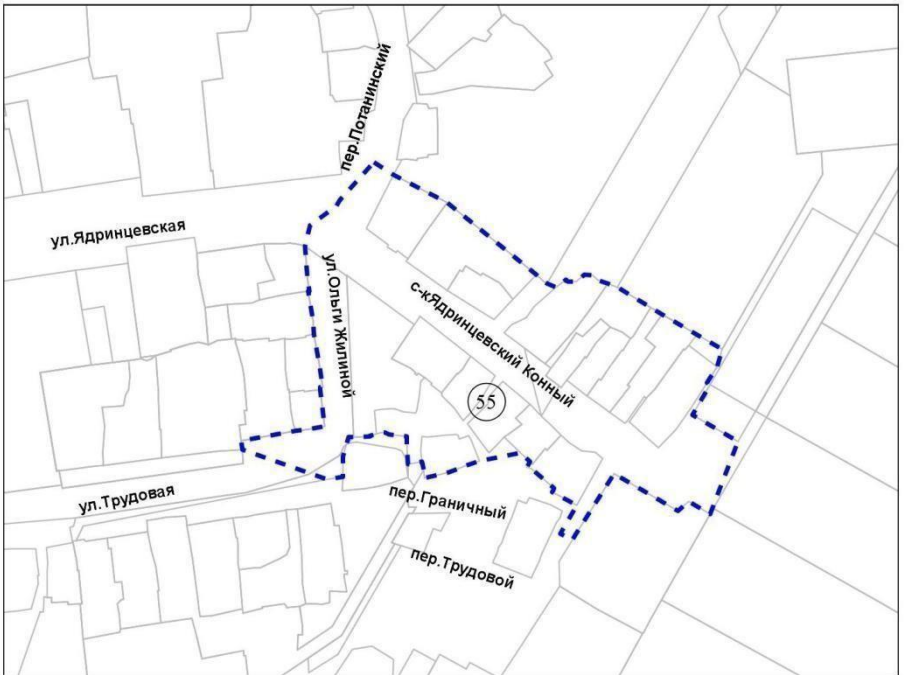 пер.Потанинский
ул.Ядринцевская
ул.Ольги Жилиной
с-кЯдринцевский Конный
55
ул.Трудовая
пер.Граничный
пер.Трудовой